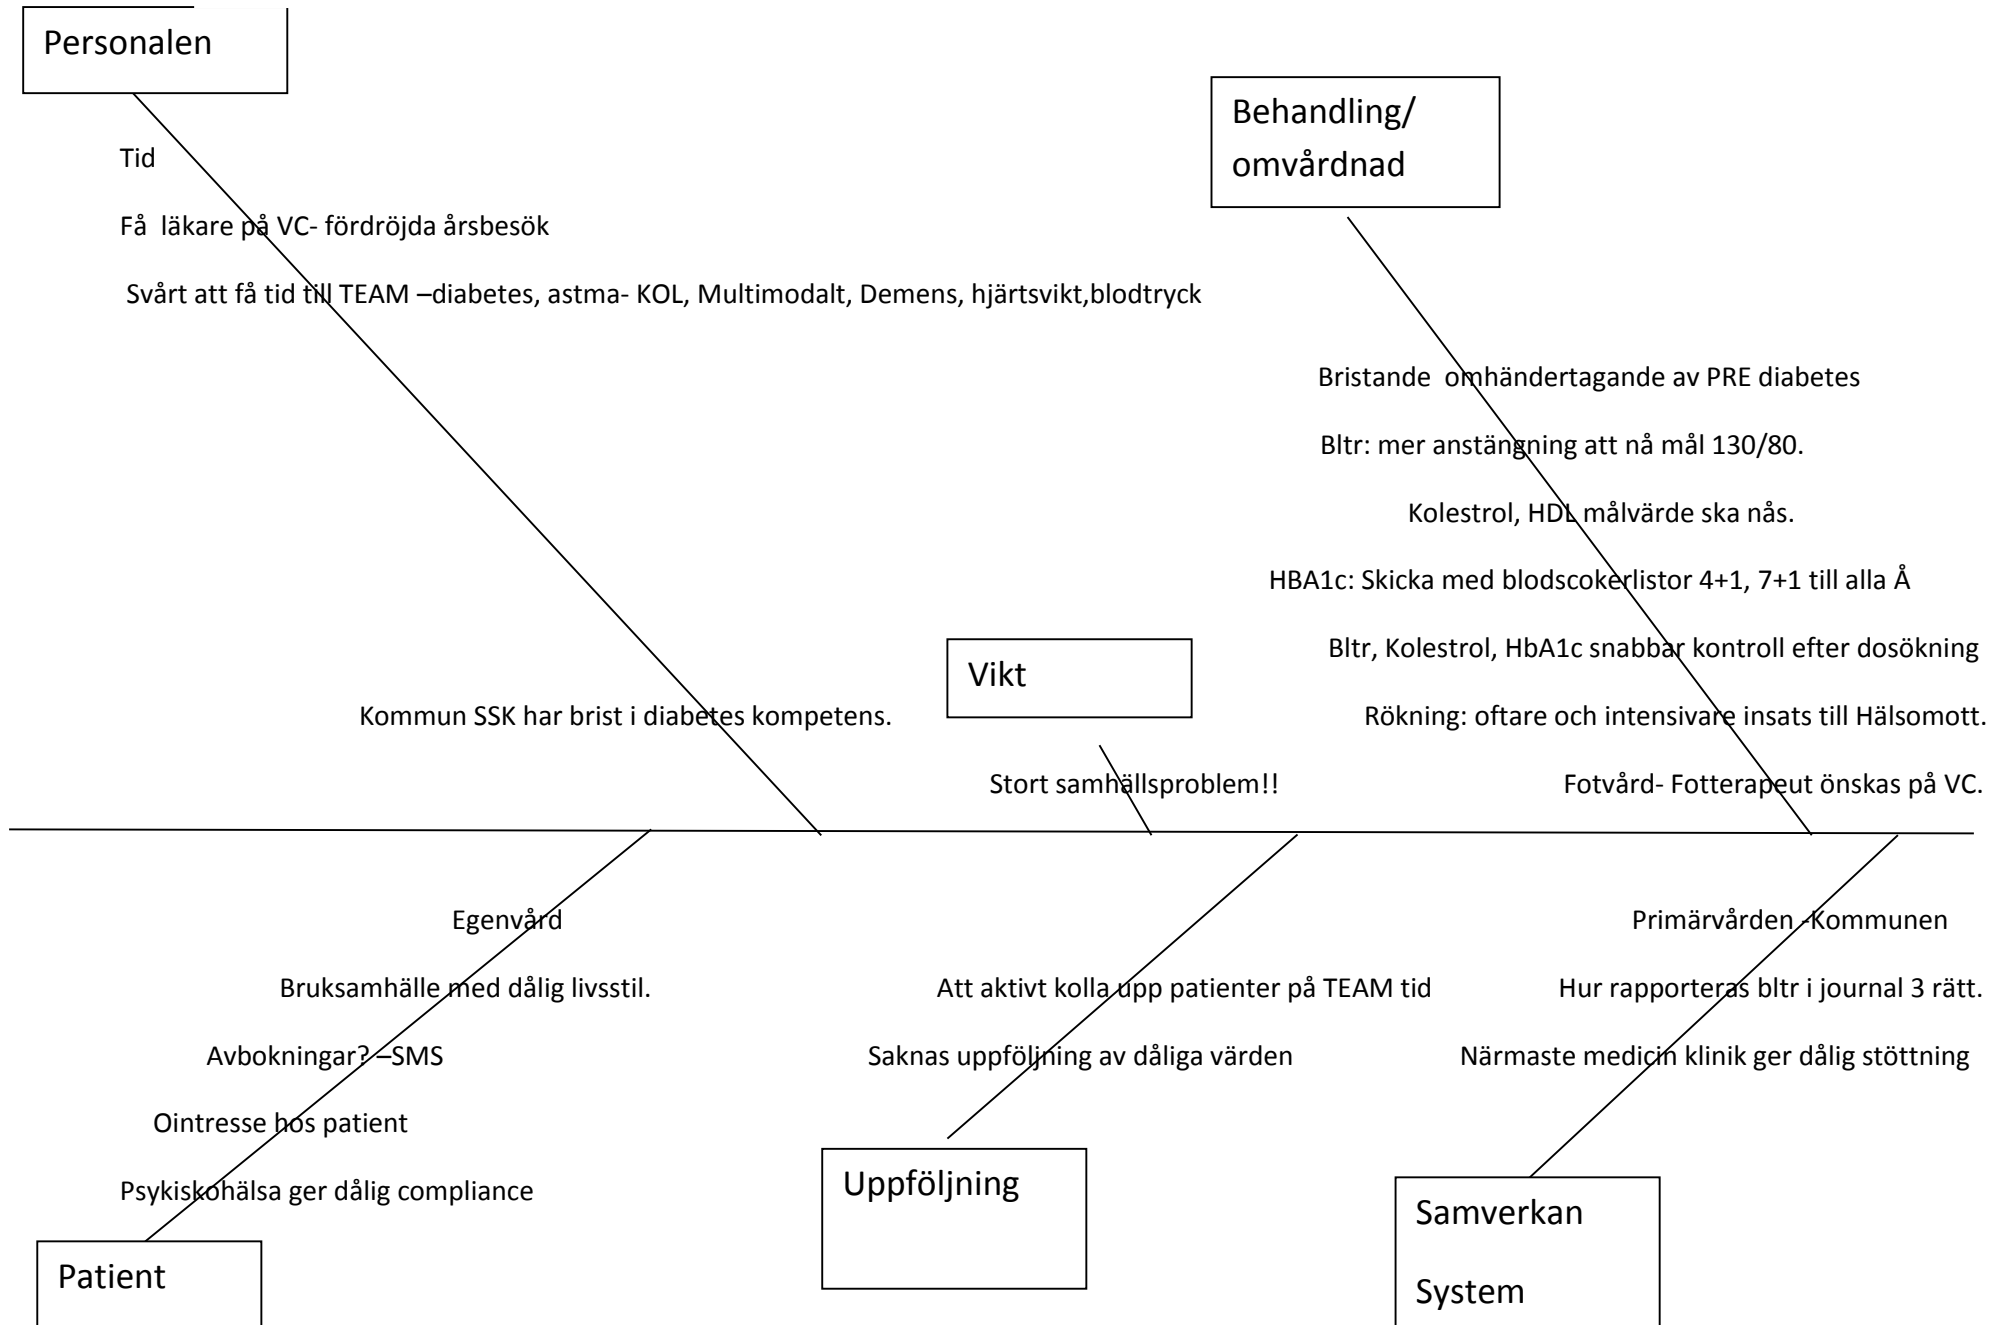 Personalen
Behandling/
omvårdnad
Tid
Få  läkare på VC- fördröjda årsbesök
Svårt att få tid till TEAM –diabetes, astma- KOL, Multimodalt, Demens, hjärtsvikt,blodtryck
Bristande  omhändertagande av PRE diabetes
Bltr: mer anstängning att nå mål 130/80.
Kolestrol, HDL målvärde ska nås.
HBA1c: Skicka med blodscokerlistor 4+1, 7+1 till alla Å
Bltr, Kolestrol, HbA1c snabbar kontroll efter dosökning
Vikt
Kommun SSK har brist i diabetes kompetens.
Rökning: oftare och intensivare insats till Hälsomott.
Stort samhällsproblem!!
Fotvård- Fotterapeut önskas på VC.
Egenvård
Primärvården -Kommunen
Bruksamhälle med dålig livsstil.
Att aktivt kolla upp patienter på TEAM tid
Hur rapporteras bltr i journal 3 rätt.
Avbokningar? –SMS
Saknas uppföljning av dåliga värden
Närmaste medicin klinik ger dålig stöttning
Ointresse hos patient
Psykiskohälsa ger dålig compliance
Uppföljning
Samverkan
System
Patient